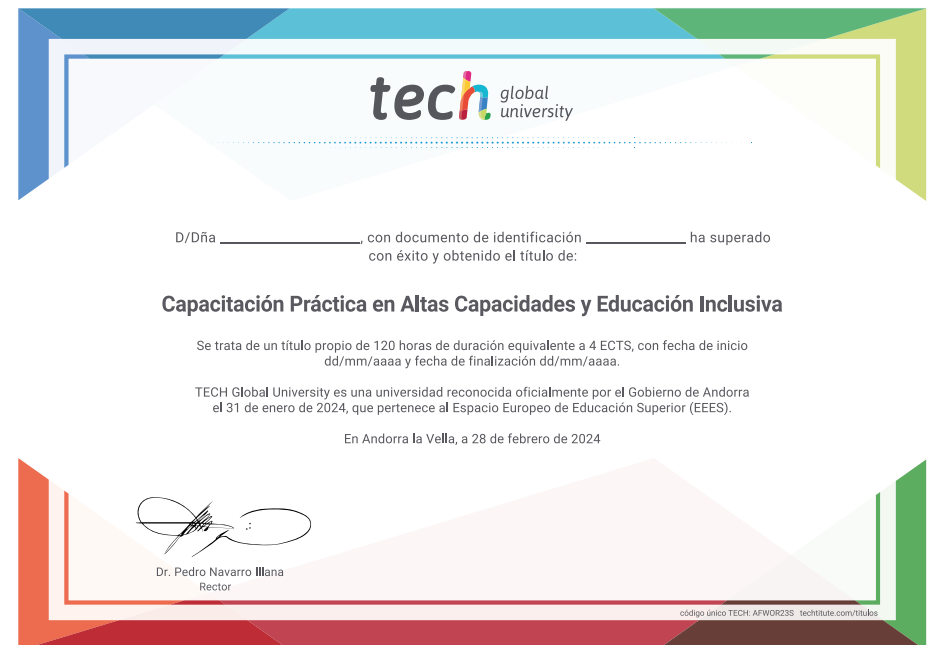 tech global university
D/Dña ____________________, con documento de identificación ______________ ha superado
con éxito y obtenido el título de:
Capacitación Práctica en Altas Capacidades y Educación Inclusiva
Se trata de un título propio de 120 horas de duración equivalente a 4 ECTS, con fecha de inicio
dd/mm/aaaa y fecha de finalización dd/mm/aaaa.
TECH Global University es una universidad reconocida oficialmente por el Gobierno de Andorra
el 31 de enero de 2024, que pertenece al Espacio Europeo de Educación Superior (EEES).
En Andorra la Vella, a 28 de febrero de 2024
Dr. Pedro Navarro Illana
Rector
código único TECH: AFWOR23S techtitute.com/titulos